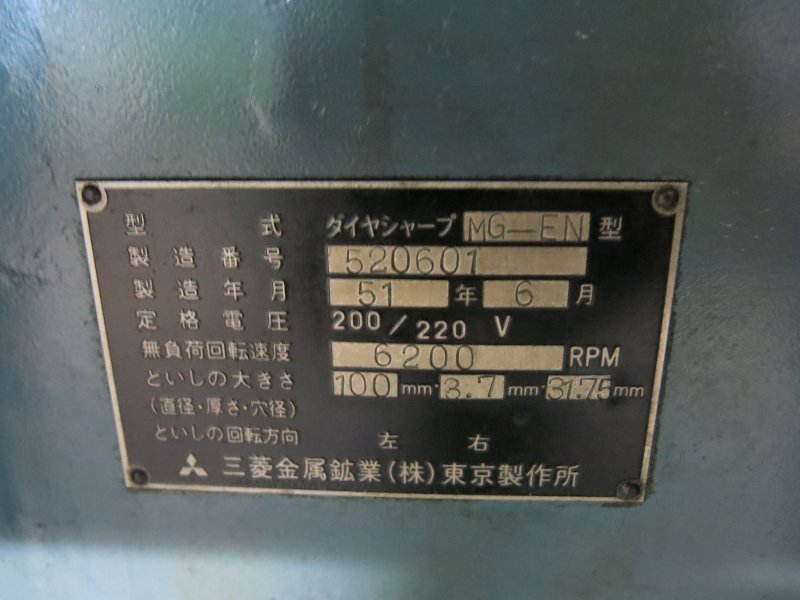 型式 ダイヤシャープ MG-EN 型
製造番号 520601
製造年月 51 年 6 月
定格電圧 200/220 V
無負荷回転速度 6200 RPM
といしの大きさ 100 mm・3.7 mm・31.75 mm
(直径・厚さ・穴径)
といしの回転方向 左 右
三菱金属鉱業(株)東京製作所